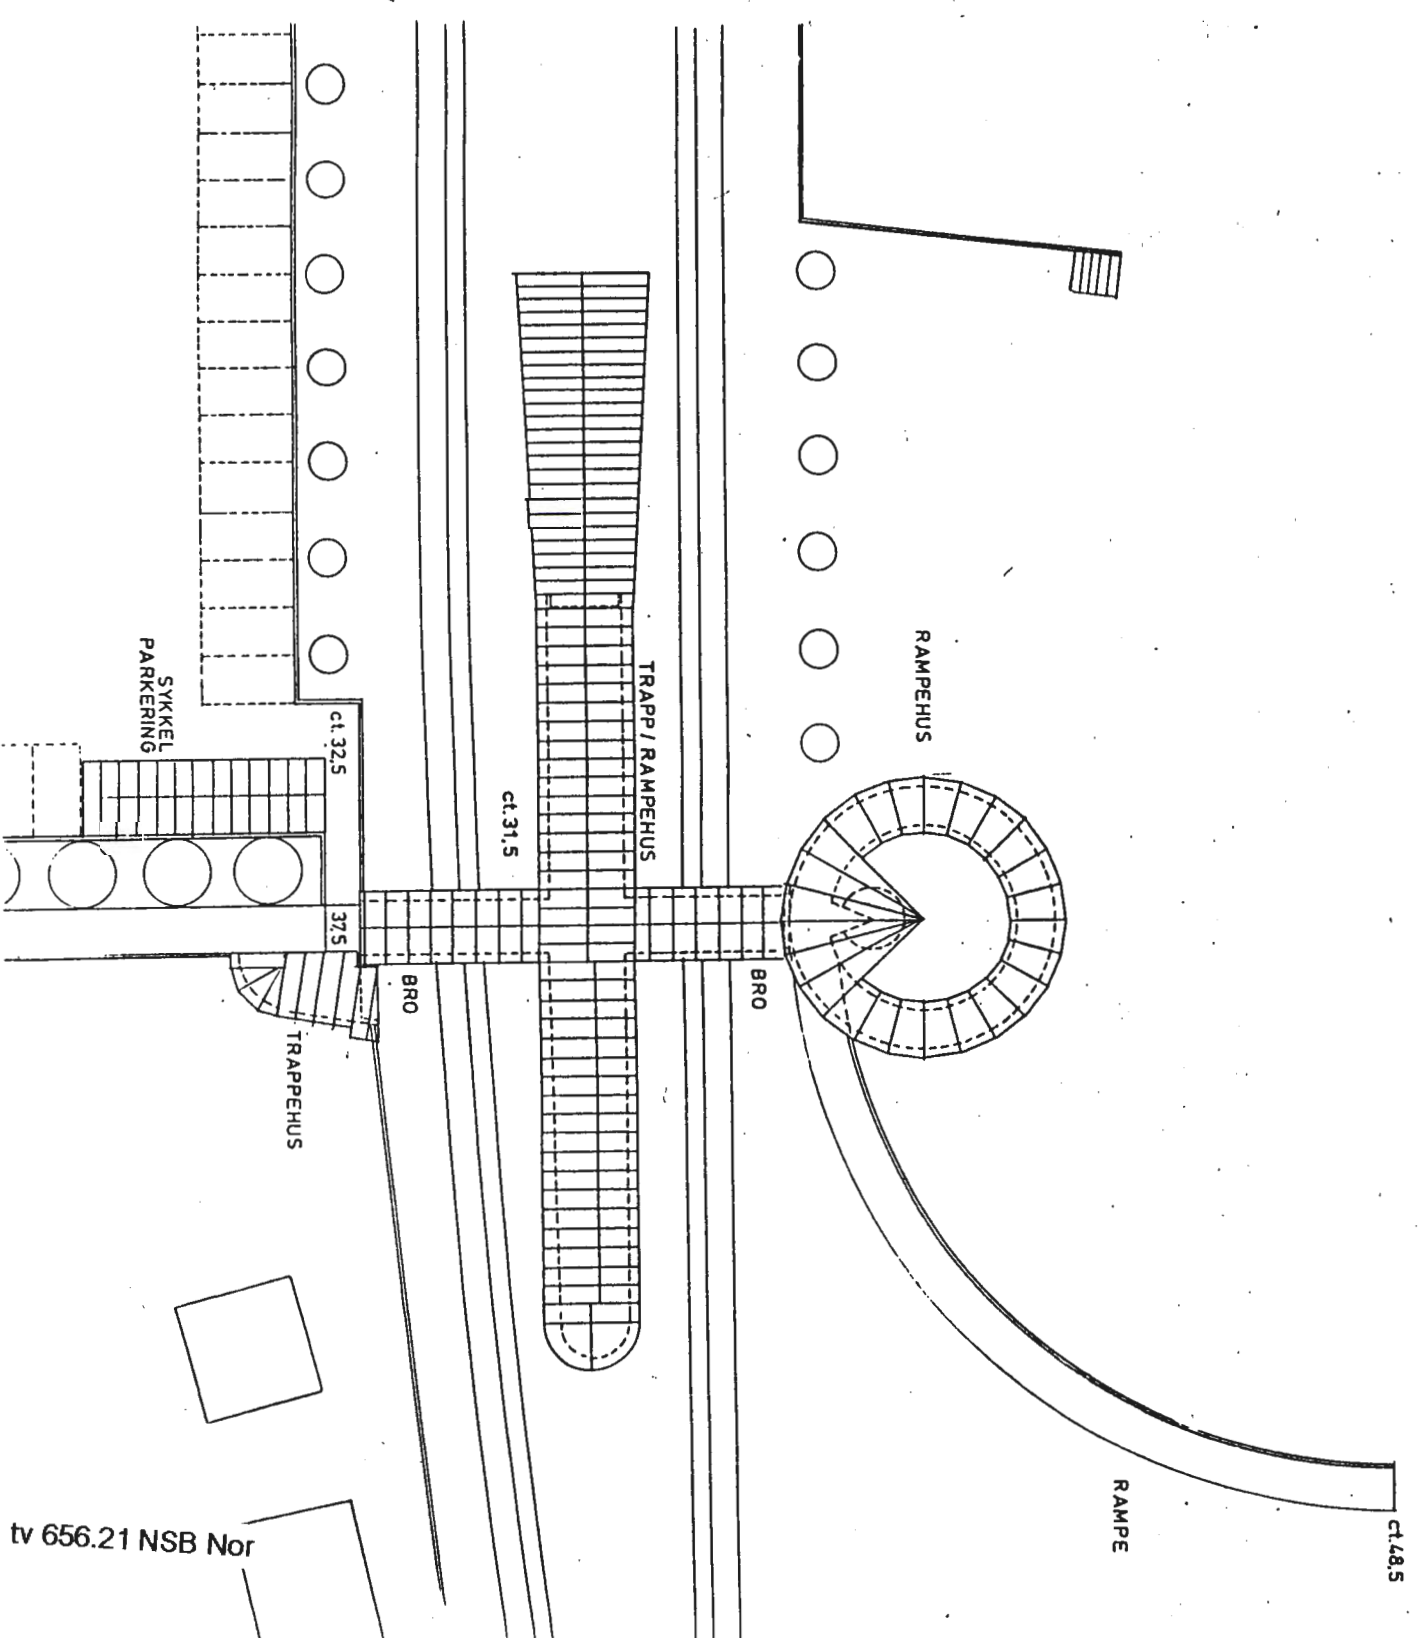 RAMPEHUS
TRAPP / RAMPEHUS
SYKKEL
PARKERING
ct. 32,5
ct. 31,5
37,5
BRO
BRO
TRAPPEHUS
RAMPE
ct. 48,5
tv 656.21 NSB Nor